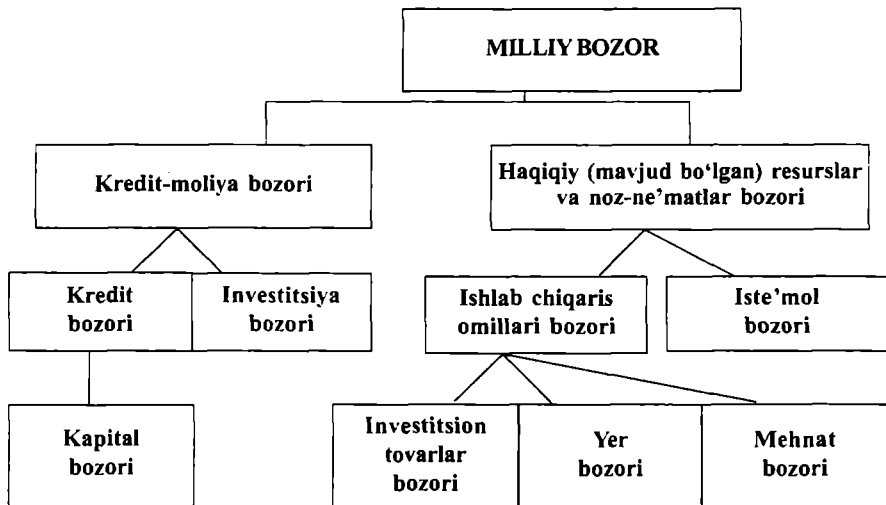 MILLIY BOZOR
Kredit-moliya bozori
Haqiqiy (mavjud bo‘lgan) resurslar
va noz-ne’matlar bozori
Kredit
bozori
Investitsiya
bozori
Ishlab chiqaris
omillari bozori
Iste’mol
bozori
Kapital
bozori
Investitsion
tovarlar
bozori
Yer
bozori
Mehnat
bozori